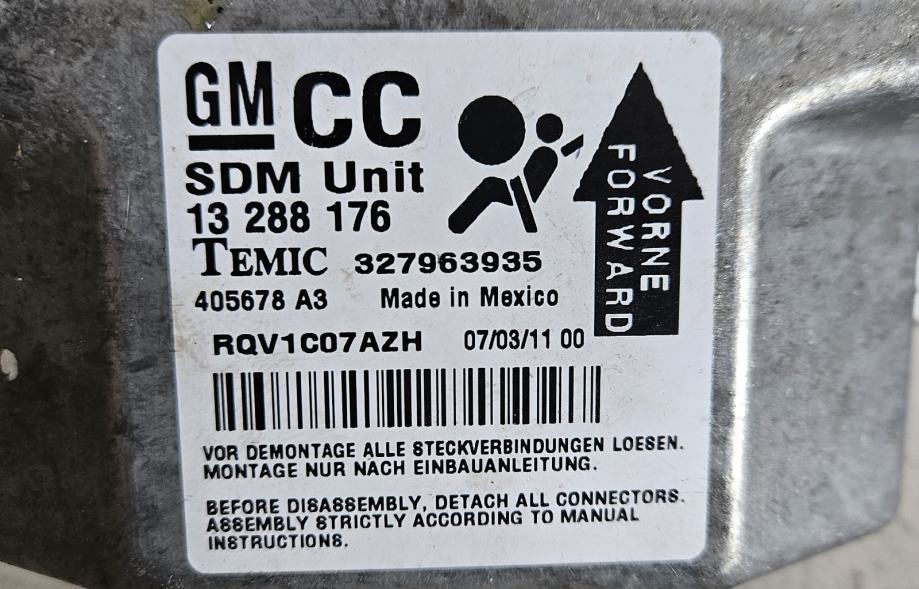 GM CC
SDM Unit
13 288 176
TEMIC 327963935
405678 A3 Made in Mexico
RQV1C07AZH 07/03/11 00
VORNE
FORWARD
VOR DEMONTAGE ALLE STECKVERBINDUNGEN LOESEN.
MONTAGE NUR NACH EINBAUANLEITUNG.
BEFORE DISASSEMBLY, DETACH ALL CONNECTORS.
ASSEMBLY STRICTLY ACCORDING TO MANUAL
INSTRUCTIONS.